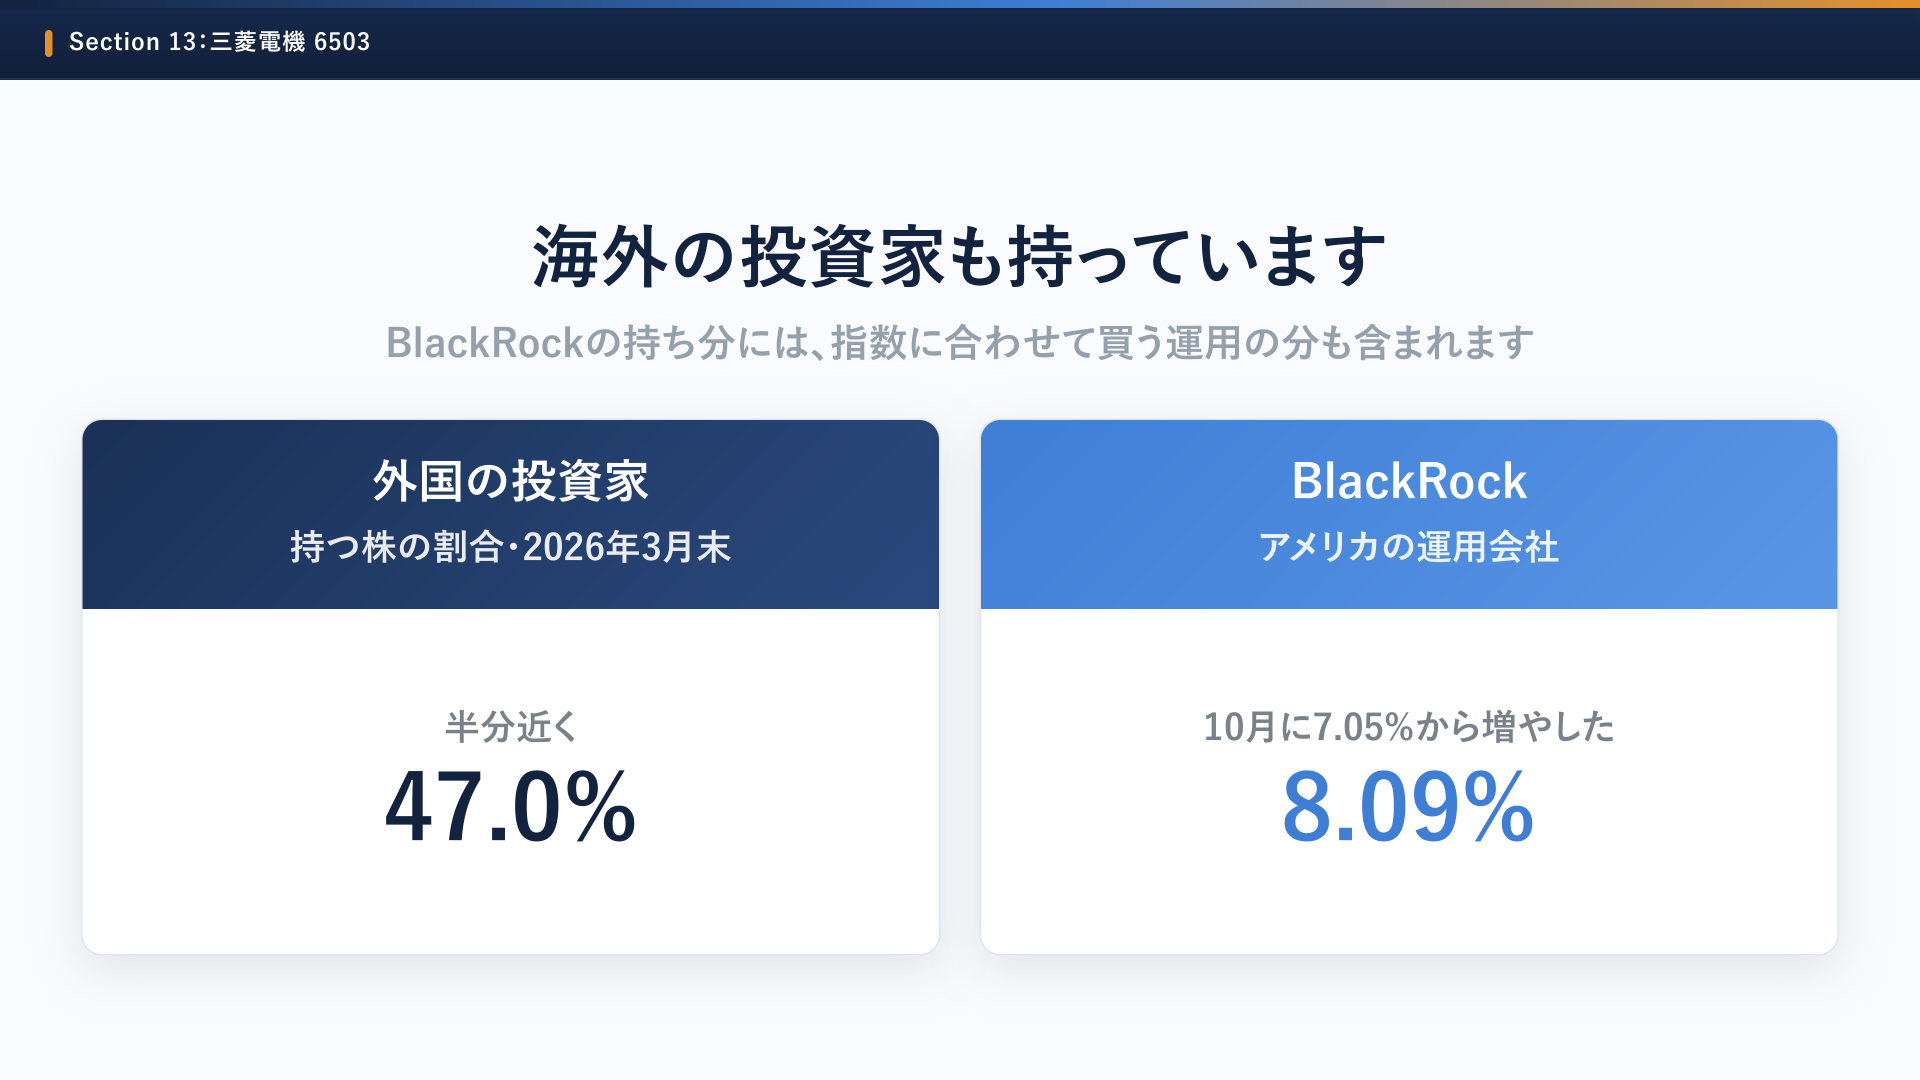 Section 13：三菱電機 6503
海外の投資家も持っています
BlackRockの持ち分には、指数に合わせて買う運用の分も含まれます
外国の投資家
持つ株の割合・2026年3月末
半分近く
47.0%
BlackRock
アメリカの運用会社
10月に7.05%から増やした
8.09%